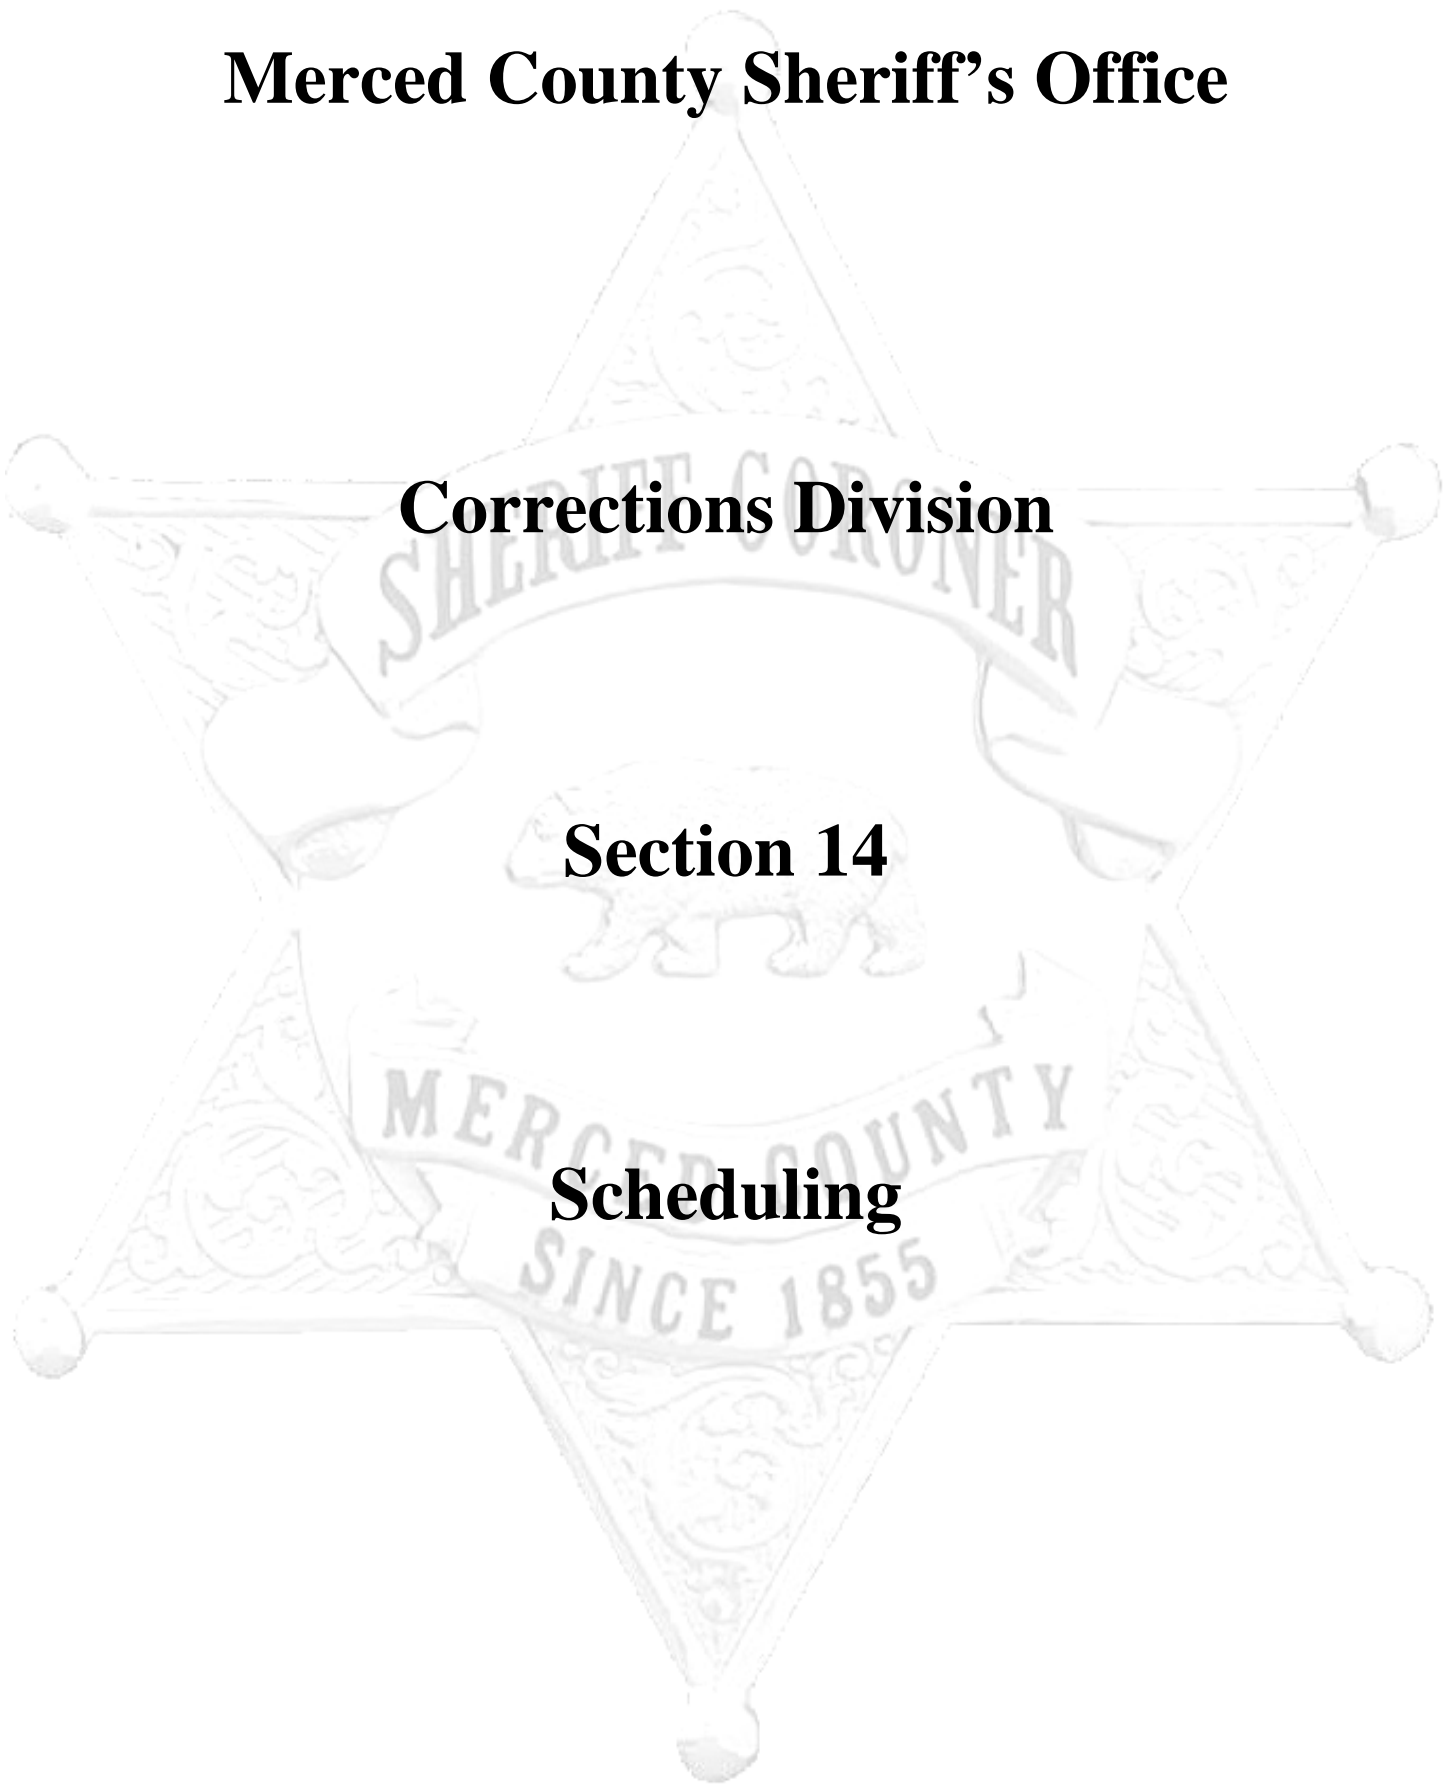 Merced County Sheriff’s Office
SHERIFF CORONER
Corrections Division
Section 14
MERCED COUNTY
Scheduling
SINCE 1855